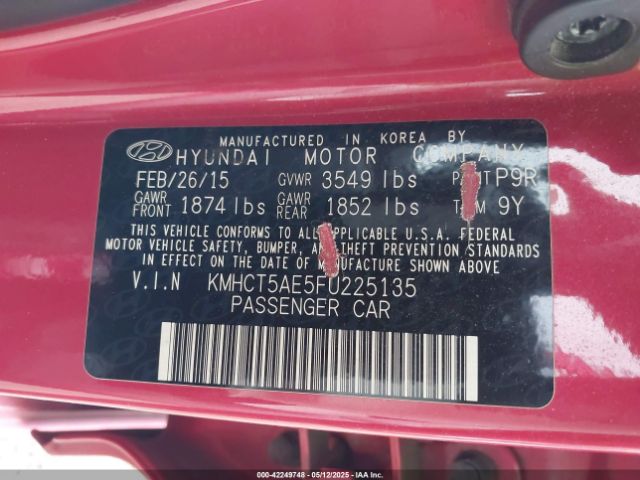 MANUFACTURED IN KOREA BY
HYUNDAI MOTOR COMPANY
FEB/26/15 GVWR 3549 lbs PAINT P9R
GAWR FRONT 1874 lbs GAWR REAR 1852 lbs TRIM 9Y
THIS VEHICLE CONFORMS TO ALL APPLICABLE U.S.A. FEDERAL
MOTOR VEHICLE SAFETY, BUMPER, AND THEFT PREVENTION STANDARDS
IN EFFECT ON THE DATE OF MANUFACTURE SHOWN ABOVE
V.I.N KMHCT5AE5FU225135
PASSENGER CAR
000-42249748 - 05/12/2025 - IAA, Inc.